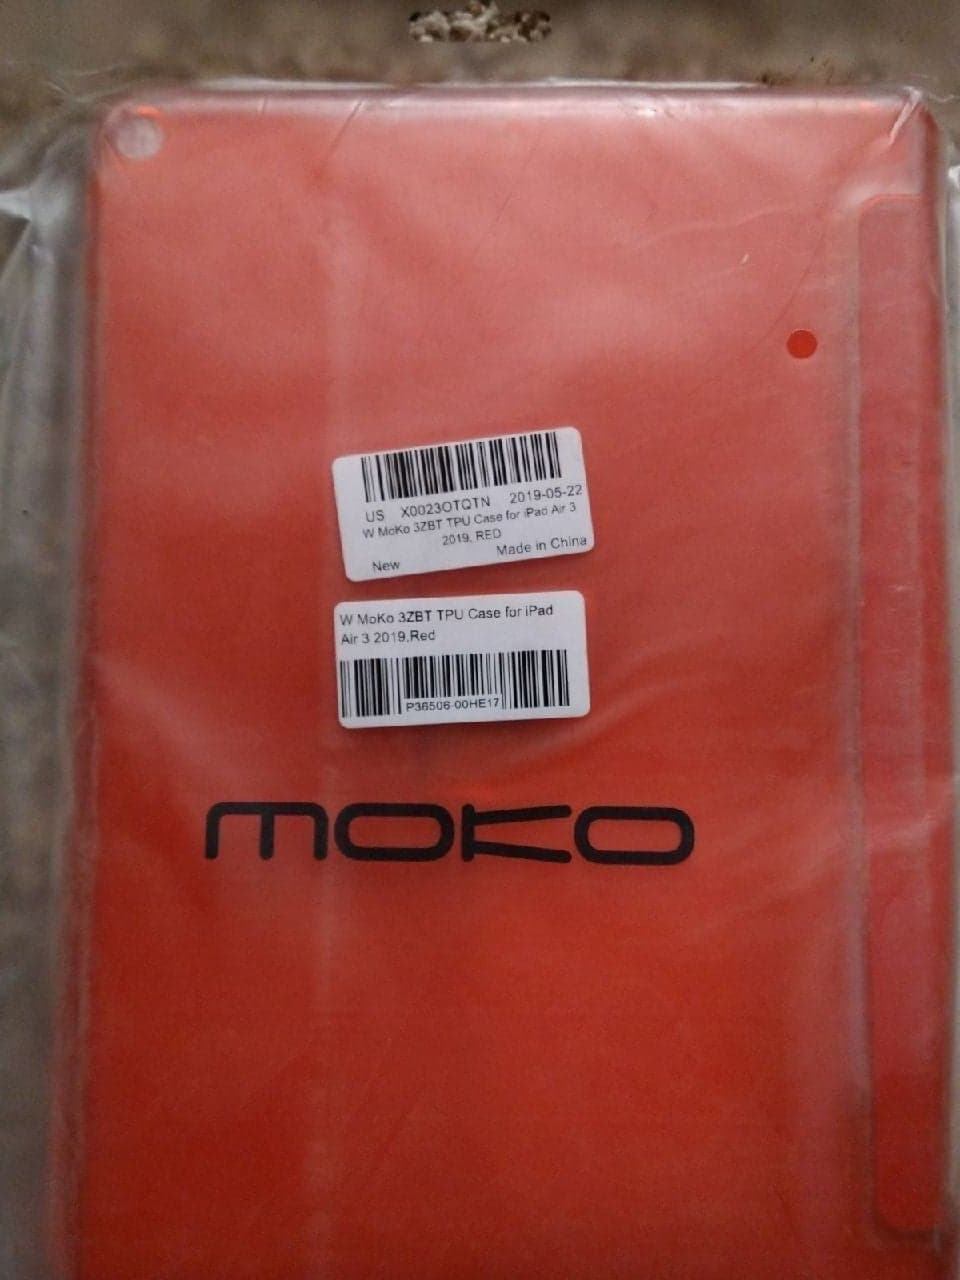 US X0023OTQTN 2019-05-22
W MoKo 3ZBT TPU Case for iPad Air 3
2019, RED
New Made in China
W MoKo 3ZBT TPU Case for iPad
Air 3 2019,Red
P36506-00HE17
MOKO